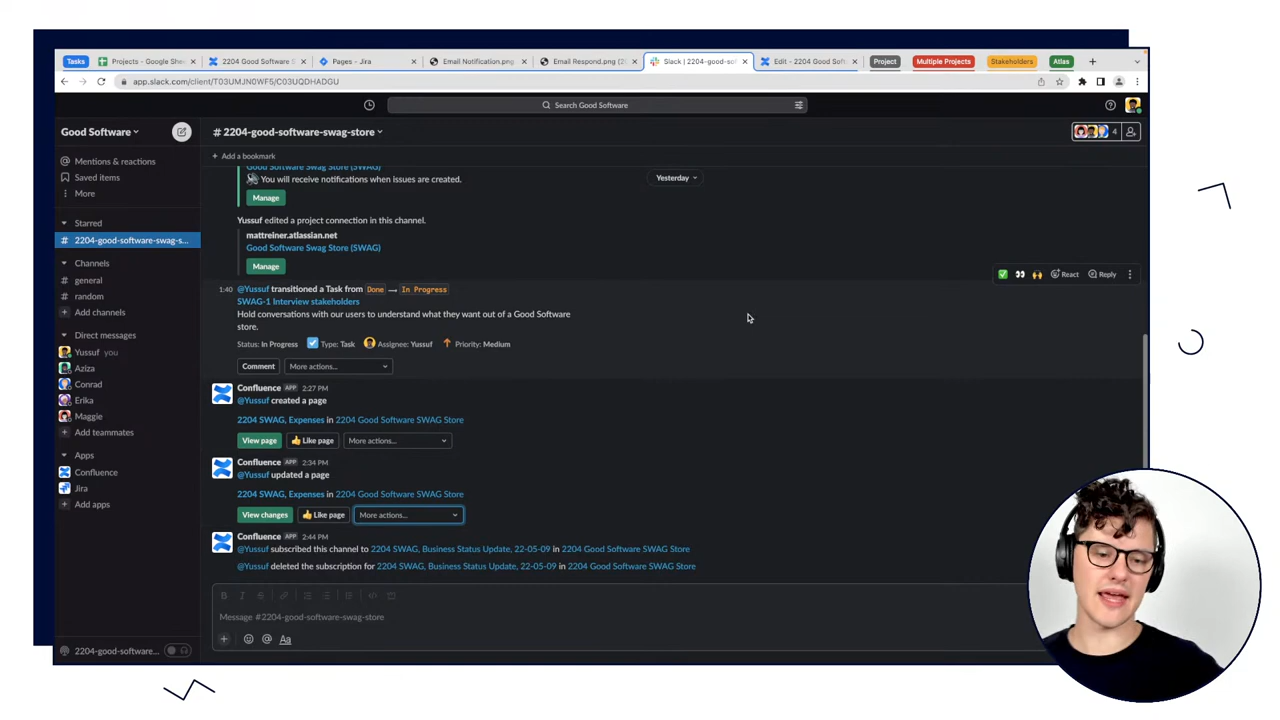 Tasks
Projects - Google She
2204 Good Software S
Pages - Jira
Email Notification.png
Email Respond.png (2
Slack | 2204-good-sof
Edit - 2204 Good Soft
Project
Multiple Projects
Stakeholders
Atlas
app.slack.com/client/T03UMJN0WF5/C03UQDHADGU
Search Good Software
Good Software
# 2204-good-software-swag-store
4
Mentions & reactions
Saved items
More
Starred
# 2204-good-software-swag-s...
Channels
# general
# random
Add channels
Direct messages
Yussuf you
Aziza
Conrad
Erika
Maggie
Add teammates
Apps
Confluence
Jira
Add apps
2204-good-software...
+ Add a bookmark
Good Software Swag Store (SWAG)
You will receive notifications when issues are created.
Yesterday
Manage
Yussuf edited a project connection in this channel.
mattreiner.atlassian.net
Good Software Swag Store (SWAG)
Manage
React
Reply
1:40 @Yussuf transitioned a Task from Done → In Progress
SWAG-1 Interview stakeholders
Hold conversations with our users to understand what they want out of a Good Software
store.
Status: In Progress Type: Task Assignee: Yussuf Priority: Medium
Comment More actions...
Confluence APP 2:27 PM
@Yussuf created a page
2204 SWAG, Expenses in 2204 Good Software SWAG Store
View page Like page More actions...
Confluence APP 2:34 PM
@Yussuf updated a page
2204 SWAG, Expenses in 2204 Good Software SWAG Store
View changes Like page More actions...
Confluence APP 2:44 PM
@Yussuf subscribed this channel to 2204 SWAG, Business Status Update, 22-05-09 in 2204 Good Software SWAG Store
@Yussuf deleted the subscription for 2204 SWAG, Business Status Update, 22-05-09 in 2204 Good Software SWAG Store
B I S
Message #2204-good-software-swag-store
+ @ Aa